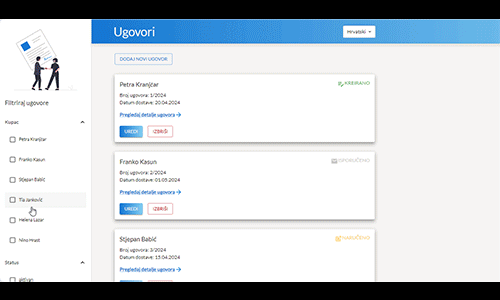 Ugovori
Hrvatski
Filtriraj ugovore
Kupac
Petra Kranjčar
Franko Kasun
Stjepan Babić
Tia Janković
Helena Lazar
Nino Hrast
Status
DODAJ NOVI UGOVOR
Petra Kranjčar
KREIRANO
Broj ugovora: 1/2024
Datum dostave: 20.04.2024
Pregledaj detalje ugovora →
UREDI
IZBRIŠI
Franko Kasun
ISPORUČENO
Broj ugovora: 2/2024
Datum dostave: 01.05.2024
Pregledaj detalje ugovora →
UREDI
IZBRIŠI
Stjepan Babić
NARUČENO
Broj ugovora: 3/2024
Datum dostave: 15.04.2024
Pregledaj detalje ugovora →